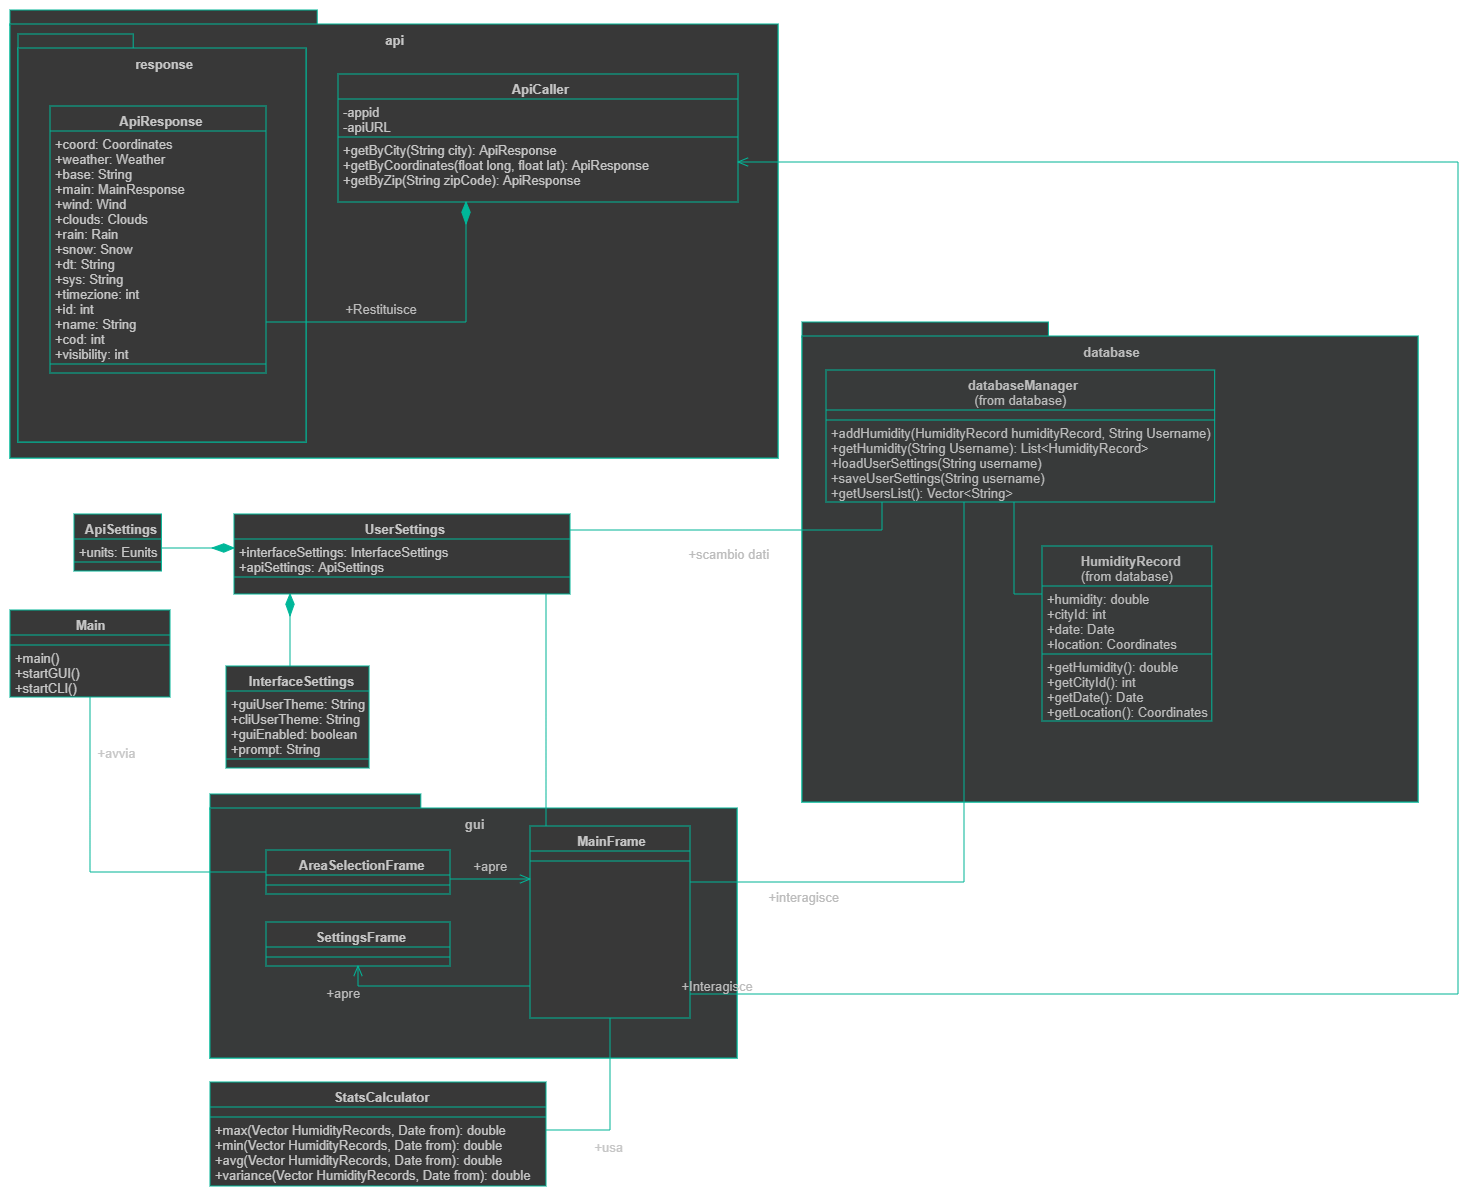 api
response
ApiResponse
+coord: Coordinates
+weather: Weather
+base: String
+main: MainResponse
+wind: Wind
+clouds: Clouds
+rain: Rain
+snow: Snow
+dt: String
+sys: String
+timezione: int
+id: int
+name: String
+cod: int
+visibility: int
ApiCaller
-appid
-apiURL
+getByCity(String city): ApiResponse
+getByCoordinates(float long, float lat): ApiResponse
+getByZip(String zipCode): ApiResponse
+Restituisce
database
databaseManager
(from database)
+addHumidity(HumidityRecord humidityRecord, String Username)
+getHumidity(String Username): List<HumidityRecord>
+loadUserSettings(String username)
+saveUserSettings(String username)
+getUsersList(): Vector<String>
HumidityRecord
(from database)
+humidity: double
+cityId: int
+date: Date
+location: Coordinates
+getHumidity(): double
+getCityId(): int
+getDate(): Date
+getLocation(): Coordinates
ApiSettings
+units: Eunits
UserSettings
+interfaceSettings: InterfaceSettings
+apiSettings: ApiSettings
+scambio dati
Main
+main()
+startGUI()
+startCLI()
InterfaceSettings
+guiUserTheme: String
+cliUserTheme: String
+guiEnabled: boolean
+prompt: String
+avvia
gui
AreaSelectionFrame
+apre
MainFrame
SettingsFrame
+apre
+interagisce
+Interagisce
StatsCalculator
+max(Vector HumidityRecords, Date from): double
+min(Vector HumidityRecords, Date from): double
+avg(Vector HumidityRecords, Date from): double
+variance(Vector HumidityRecords, Date from): double
+usa